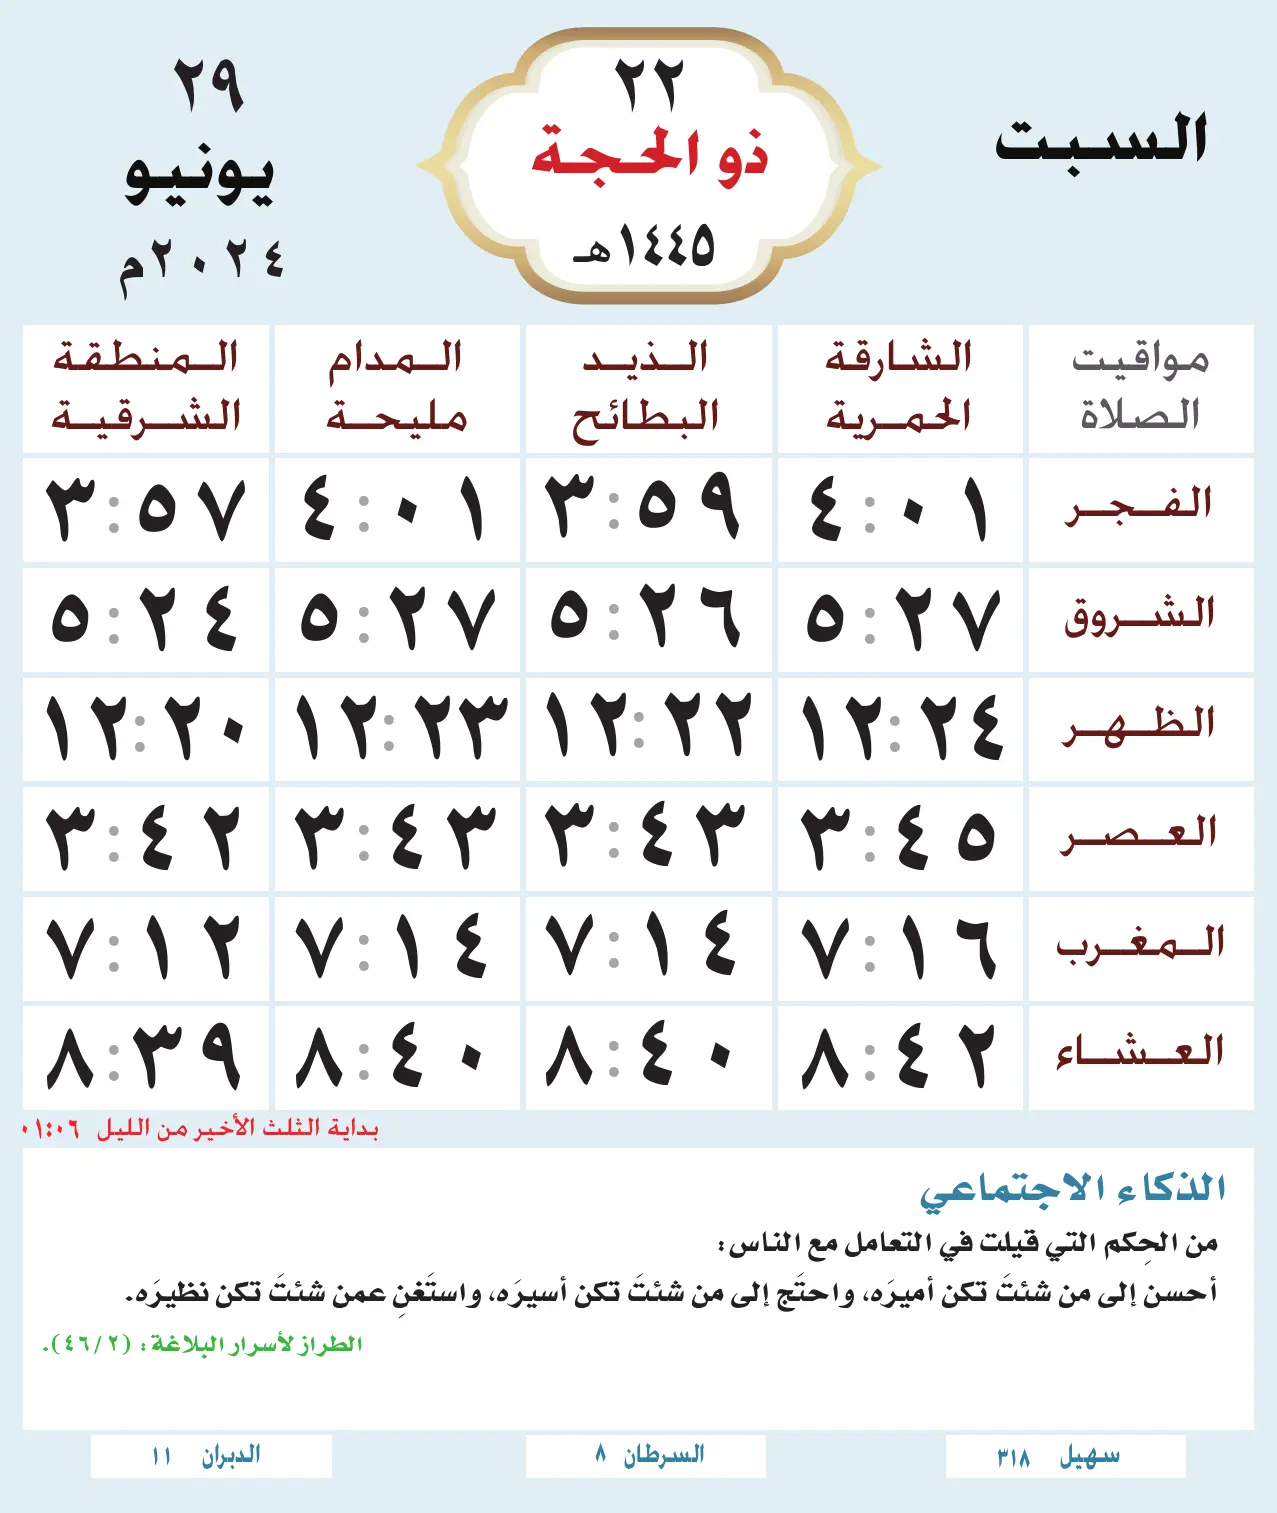 السبت
٢٢
ذو الحجة
١٤٤٥هـ
٢٩
يونيو
٢٠٢٤م
مواقيت الصلاة
الشارقة الحمرية
الذيد البطائح
المدام مليحة
المنطقة الشرقية
الفجر ٤:٠١ ٣:٥٩ ٤:٠١ ٣:٥٧
الشروق ٥:٢٧ ٥:٢٦ ٥:٢٧ ٥:٢٤
الظهر ١٢:٢٤ ١٢:٢٢ ١٢:٢٣ ١٢:٢٠
العصر ٣:٤٥ ٣:٤٣ ٣:٤٣ ٣:٤٢
المغرب ٧:١٦ ٧:١٤ ٧:١٤ ٧:١٢
العشاء ٨:٤٢ ٨:٤٠ ٨:٤٠ ٨:٣٩
بداية الثلث الأخير من الليل ٠١:٠٦
الذكاء الاجتماعي
من الحِكم التي قيلت في التعامل مع الناس:
أحسن إلى من شئتَ تكن أميرَه، واحتَج إلى من شئتَ تكن أسيرَه، واستَغنِ عمن شئتَ تكن نظيرَه.
الطراز لأسرار البلاغة: (٤٦/٢).
سهيل ٣١٨
السرطان ٨
الدبران ١١